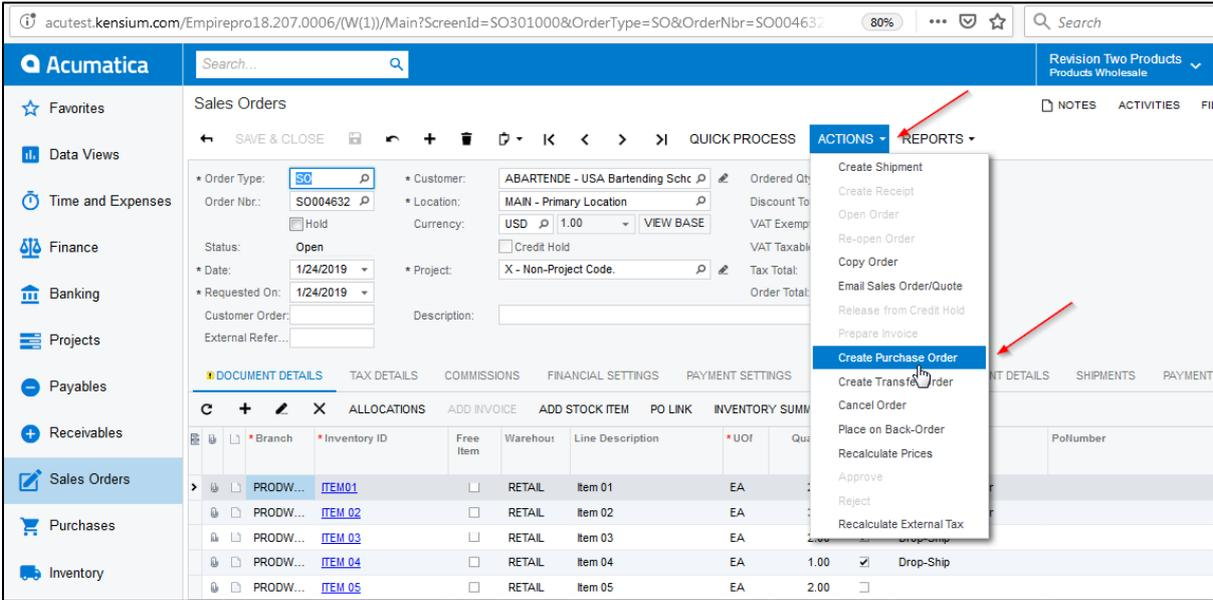 acutest.kensium.com/Empirepro18.207.0006/(W(1))/Main?ScreenId=SO301000&OrderType=SO&OrderNbr=SO004632
80%
Search
Acumatica
Search...
Revision Two Products
Products Wholesale
Favorites
Data Views
Time and Expenses
Finance
Banking
Projects
Payables
Receivables
Sales Orders
Purchases
Inventory
Sales Orders
NOTES ACTIVITIES FI
SAVE & CLOSE QUICK PROCESS ACTIONS REPORTS
* Order Type: SO * Customer: ABARTENDE - USA Bartending Schc Ordered Qty
Order Nbr.: SO004632 * Location: MAIN - Primary Location Discount To
Hold Currency: USD 1.00 VIEW BASE VAT Exemp
Status: Open Credit Hold VAT Taxabl
* Date: 1/24/2019 * Project: X - Non-Project Code. Tax Total:
* Requested On: 1/24/2019 Order Total:
Customer Order: Description:
External Refer...
Create Shipment
Create Receipt
Open Order
Re-open Order
Copy Order
Email Sales Order/Quote
Release from Credit Hold
Prepare Invoice
Create Purchase Order
Create Transfer Order
Cancel Order
Place on Back-Order
Recalculate Prices
Approve
Reject
Recalculate External Tax
DOCUMENT DETAILS TAX DETAILS COMMISSIONS FINANCIAL SETTINGS PAYMENT SETTINGS NT DETAILS SHIPMENTS PAYMENT
ALLOCATIONS ADD INVOICE ADD STOCK ITEM PO LINK INVENTORY SUMM
* Branch * Inventory ID Free Item Warehous Line Description * UOM Qua PoNumber
PRODW... ITEM01 RETAIL Item 01 EA
PRODW... ITEM 02 RETAIL Item 02 EA
PRODW... ITEM 03 RETAIL Item 03 EA 2.00 Drop-Ship
PRODW... ITEM 04 RETAIL Item 04 EA 1.00 Drop-Ship
PRODW... ITEM 05 RETAIL Item 05 EA 2.00